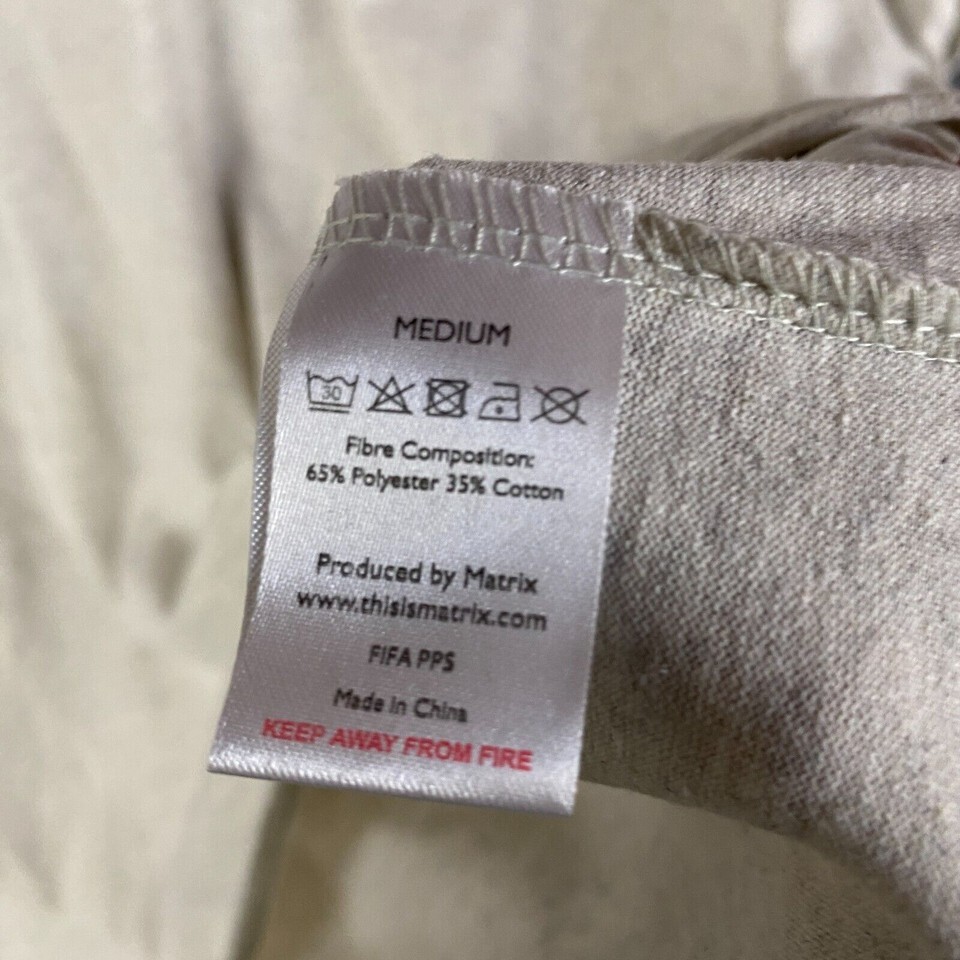 MEDIUM
30
Fibre Composition:
65% Polyester 35% Cotton
Produced by Matrix
www.thisismatrix.com
FIFA PPS
Made in China
KEEP AWAY FROM FIRE